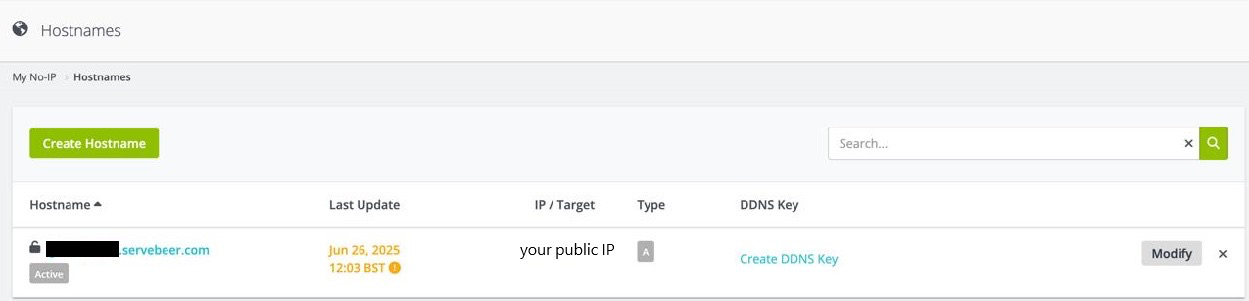 Hostnames
My No-IP > Hostnames
Create Hostname
Search... ×
Hostname Last Update IP / Target Type DDNS Key
.servebeer.com Jun 26, 2025 your public IP A Create DDNS Key Modify ×
Active 12:03 BST